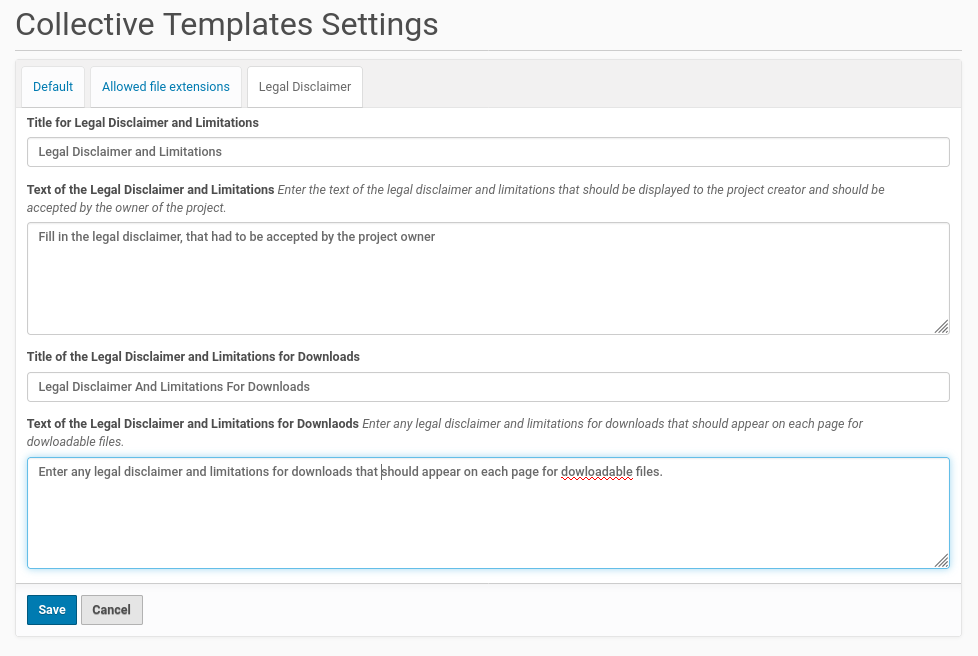 Collective Templates Settings
Default
Allowed file extensions
Legal Disclaimer
Title for Legal Disclaimer and Limitations
Legal Disclaimer and Limitations
Text of the Legal Disclaimer and Limitations Enter the text of the legal disclaimer and limitations that should be displayed to the project creator and should be
accepted by the owner of the project.
Fill in the legal disclaimer, that had to be accepted by the project owner
Title of the Legal Disclaimer and Limitations for Downloads
Legal Disclaimer And Limitations For Downloads
Text of the Legal Disclaimer and Limitations for Downlaods Enter any legal disclaimer and limitations for downloads that should appear on each page for
dowloadable files.
Enter any legal disclaimer and limitations for downloads that should appear on each page for dowloadable files.
Save
Cancel